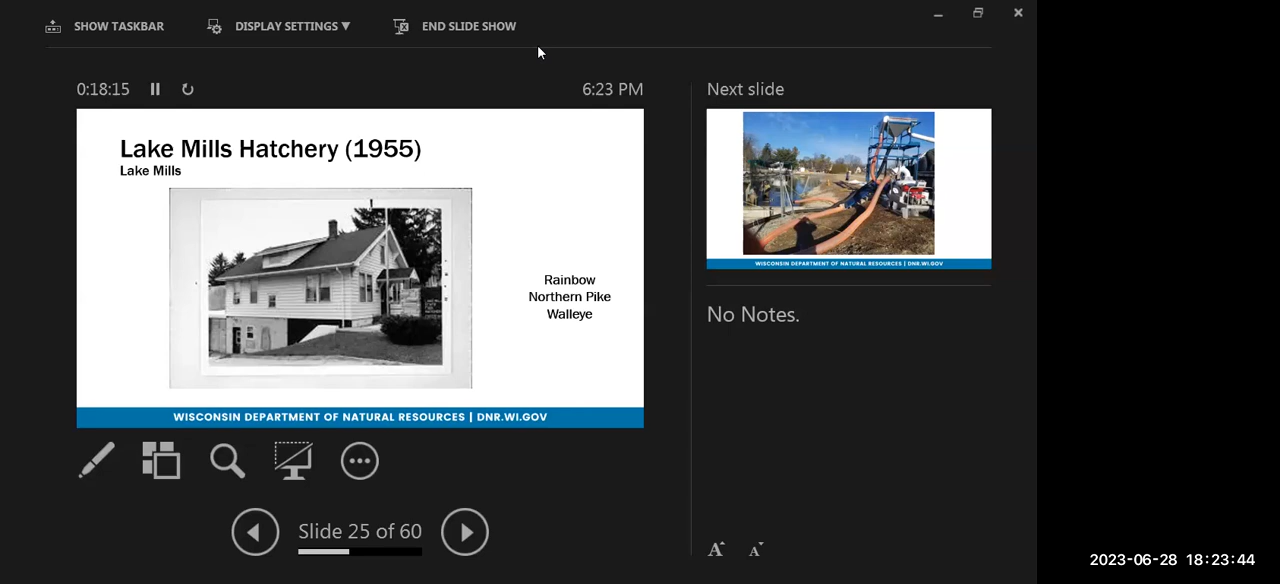 SHOW TASKBAR
DISPLAY SETTINGS ▼
END SLIDE SHOW
0:18:15
6:23 PM
Next slide
Lake Mills Hatchery (1955)
Lake Mills
Rainbow
Northern Pike
Walleye
WISCONSIN DEPARTMENT OF NATURAL RESOURCES | DNR.WI.GOV
WISCONSIN DEPARTMENT OF NATURAL RESOURCES | DNR.WI.GOV
No Notes.
Slide 25 of 60
A A
2023-06-28 18:23:44